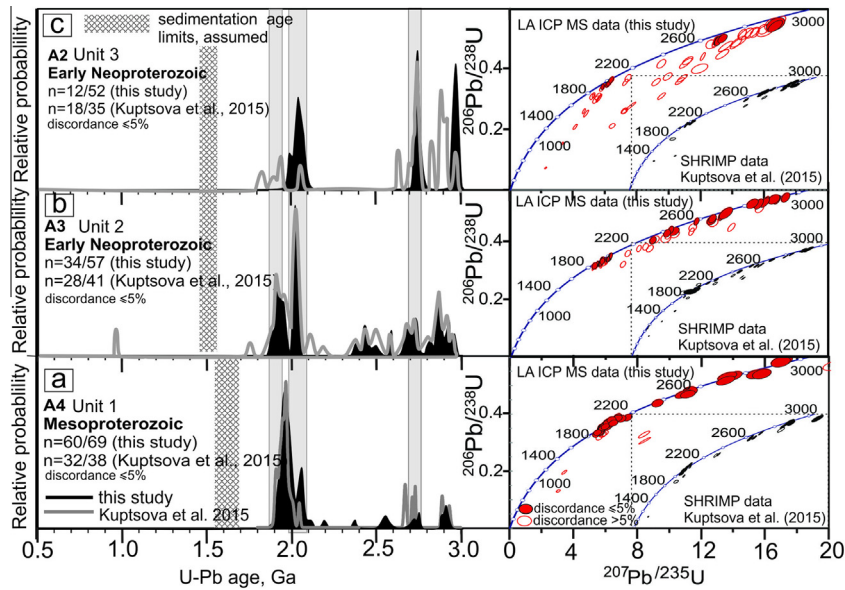 c
sedimentation age
limits, assumed
A2 Unit 3
Early Neoproterozoic
n=12/52 (this study)
n=18/35 (Kuptsova et al., 2015)
discordance ≤5%
Relative probability
LA ICP MS data (this study)
3000
2600
2200
1800
1400
1000
0.4
0.2
206Pb/238U
3000
2600
2200
1800
1400
SHRIMP data
Kuptsova et al. (2015)
b
A3 Unit 2
Early Neoproterozoic
n=34/57 (this study)
n=28/41 (Kuptsova et al., 2015)
discordance ≤5%
Relative probability
LA ICP MS data (this study)
3000
2600
2200
1800
1400
1000
0.4
0.2
206Pb/238U
3000
2600
2200
1800
1400
SHRIMP data
Kuptsova et al. (2015)
a
A4 Unit 1
Mesoproterozoic
n=60/69 (this study)
n=32/38 (Kuptsova et al., 2015)
discordance ≤5%
this study
Kuptsova et al. 2015
Relative probability
0.5 1.0 1.5 2.0 2.5 3.0
U-Pb age, Ga
LA ICP MS data (this study)
3000
2600
2200
1800
1400
1000
0.4
0.2
206Pb/238U
3000
2600
2200
1800
1400
discordance ≤5%
discordance >5%
SHRIMP data
Kuptsova et al. (2015)
0 4 8 12 16 20
207Pb/235U